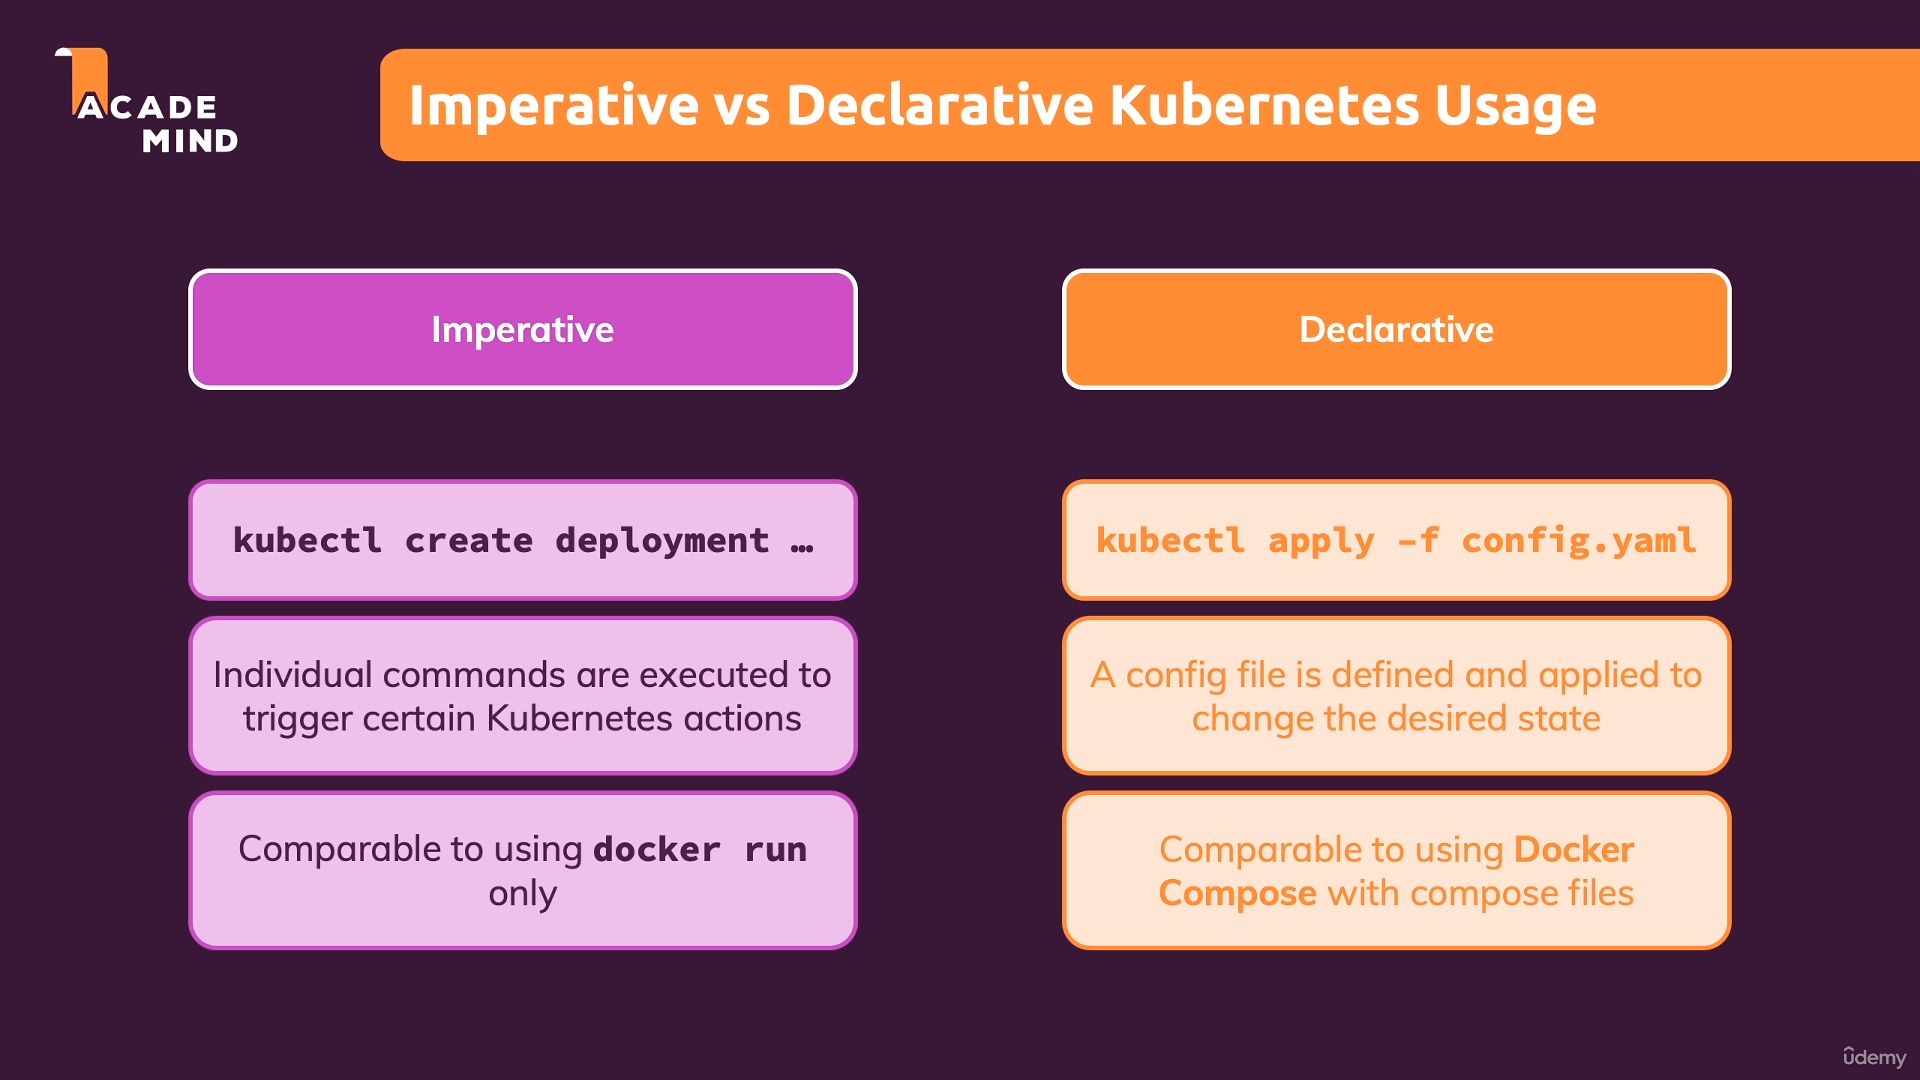 ACADE
MIND
Imperative vs Declarative Kubernetes Usage
Imperative
kubectl create deployment …
Individual commands are executed to
trigger certain Kubernetes actions
Comparable to using docker run
only
Declarative
kubectl apply –f config.yaml
A config file is defined and applied to
change the desired state
Comparable to using Docker
Compose with compose files
ûdemy